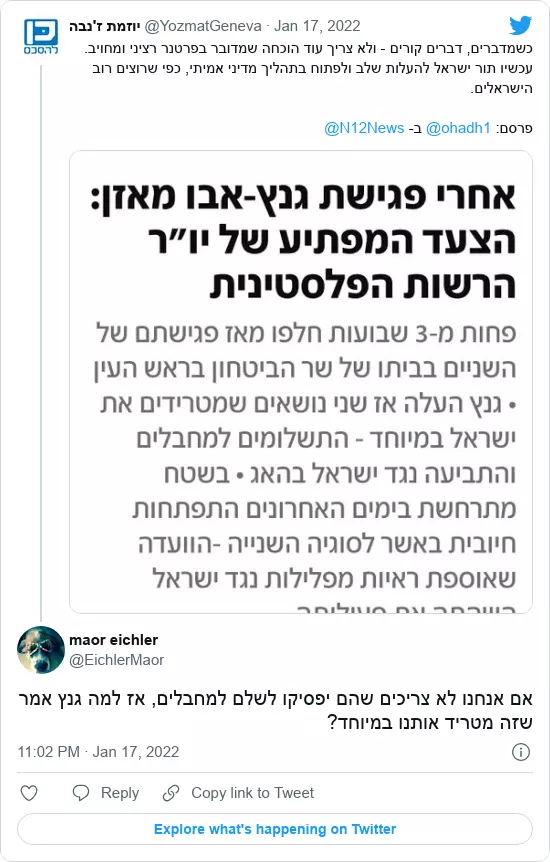 יוזמת ז'נבה @YozmatGeneva · Jan 17, 2022
כשמדברים, דברים קורים - ולא צריך עוד הוכחה שמדובר בפרטנר רציני ומחויב.
עכשיו תור ישראל להעלות שלב ולפתוח בתהליך מדיני אמיתי, כפי שרוצים רוב
הישראלים.
פרסם: @ohadh1 ב- @N12News
להסכם
אחרי פגישת גנץ-אבו מאזן:
הצעד המפתיע של יו״ר
הרשות הפלסטינית
פחות מ-3 שבועות חלפו מאז פגישתם של
השניים בביתו של שר הביטחון בראש העין
• גנץ העלה אז שני נושאים שמטרידים את
ישראל במיוחד - התשלומים למחבלים
והתביעה נגד ישראל בהאג • בשטח
מתרחשת בימים האחרונים התפתחות
חיובית באשר לסוגיה השנייה -הוועדה
שאוספת ראיות מפלילות נגד ישראל
maor eichler
@EichlerMaor
אם אנחנו לא צריכים שהם יפסיקו לשלם למחבלים, אז למה גנץ אמר
שזה מטריד אותנו במיוחד?
11:02 PM · Jan 17, 2022
Reply
Copy link to Tweet
Explore what's happening on Twitter